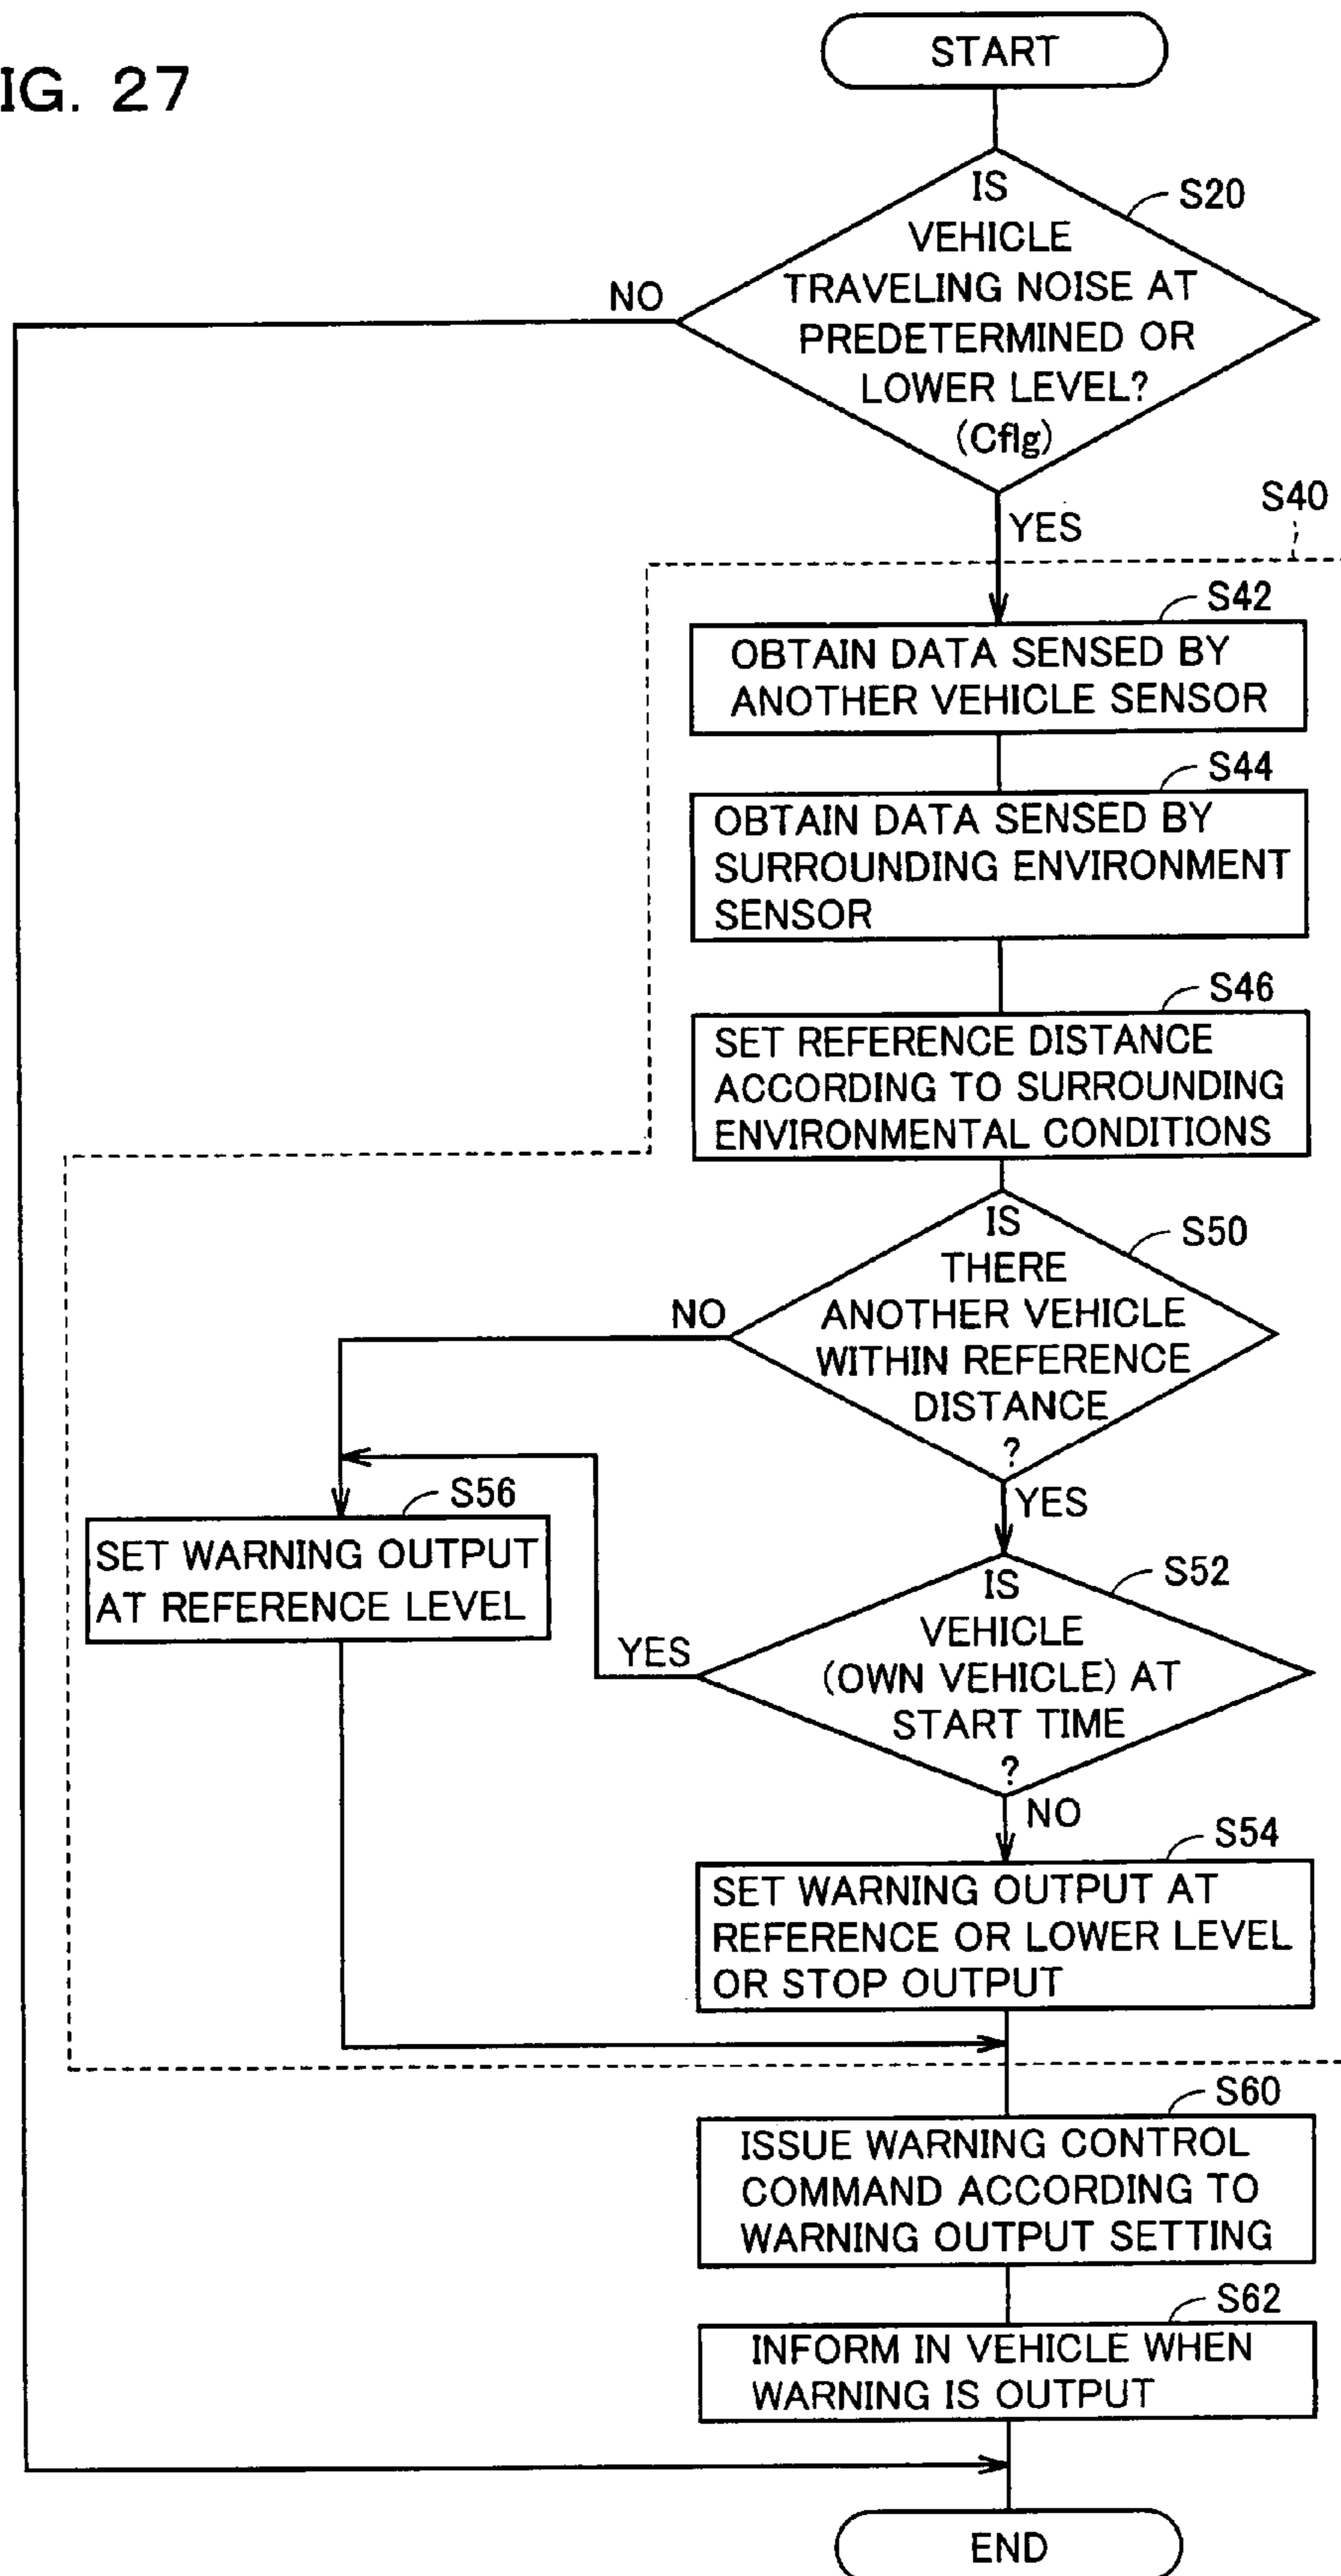 IG. 27
START
IS
VEHICLE
TRAVELING NOISE AT
PREDETERMINED OR
LOWER LEVEL?
(Cflg)
S20
NO
YES
S40
S42
OBTAIN DATA SENSED BY
ANOTHER VEHICLE SENSOR
S44
OBTAIN DATA SENSED BY
SURROUNDING ENVIRONMENT
SENSOR
S46
SET REFERENCE DISTANCE
ACCORDING TO SURROUNDING
ENVIRONMENTAL CONDITIONS
IS
THERE
ANOTHER VEHICLE
WITHIN REFERENCE
DISTANCE
?
S50
NO
YES
S56
SET WARNING OUTPUT
AT REFERENCE LEVEL
IS
VEHICLE
(OWN VEHICLE) AT
START TIME
?
S52
YES
NO
S54
SET WARNING OUTPUT AT
REFERENCE OR LOWER LEVEL
OR STOP OUTPUT
S60
ISSUE WARNING CONTROL
COMMAND ACCORDING TO
WARNING OUTPUT SETTING
S62
INFORM IN VEHICLE WHEN
WARNING IS OUTPUT
END